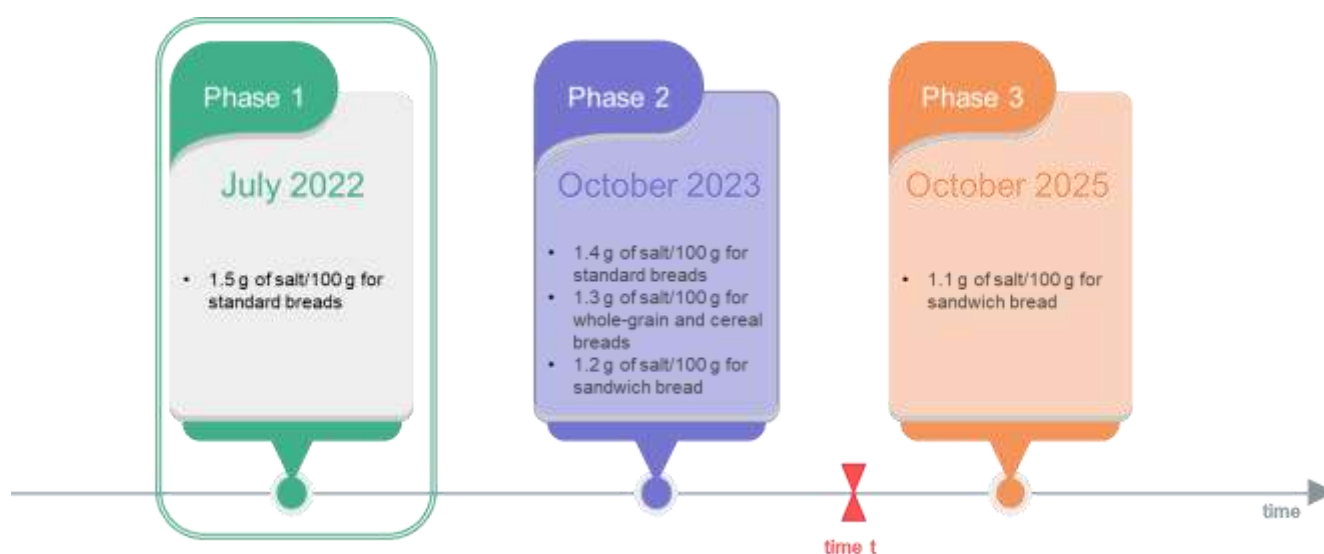 Phase 1
July 2022
• 1.5 g of salt/100 g for
standard breads
Phase 2
October 2023
• 1.4 g of salt/100 g for
standard breads
• 1.3 g of salt/100 g for
whole-grain and cereal
breads
• 1.2 g of salt/100 g for
sandwich bread
Phase 3
October 2025
• 1.1 g of salt/100 g for
sandwich bread
time
time t